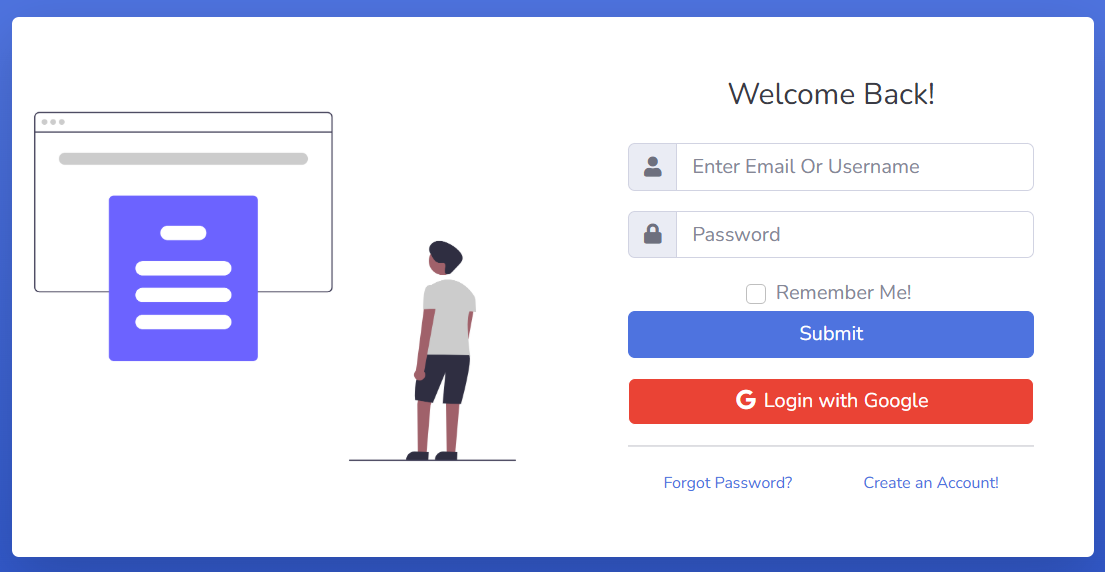 Welcome Back!
Enter Email Or Username
Password
Remember Me!
Submit
Login with Google
Forgot Password?
Create an Account!